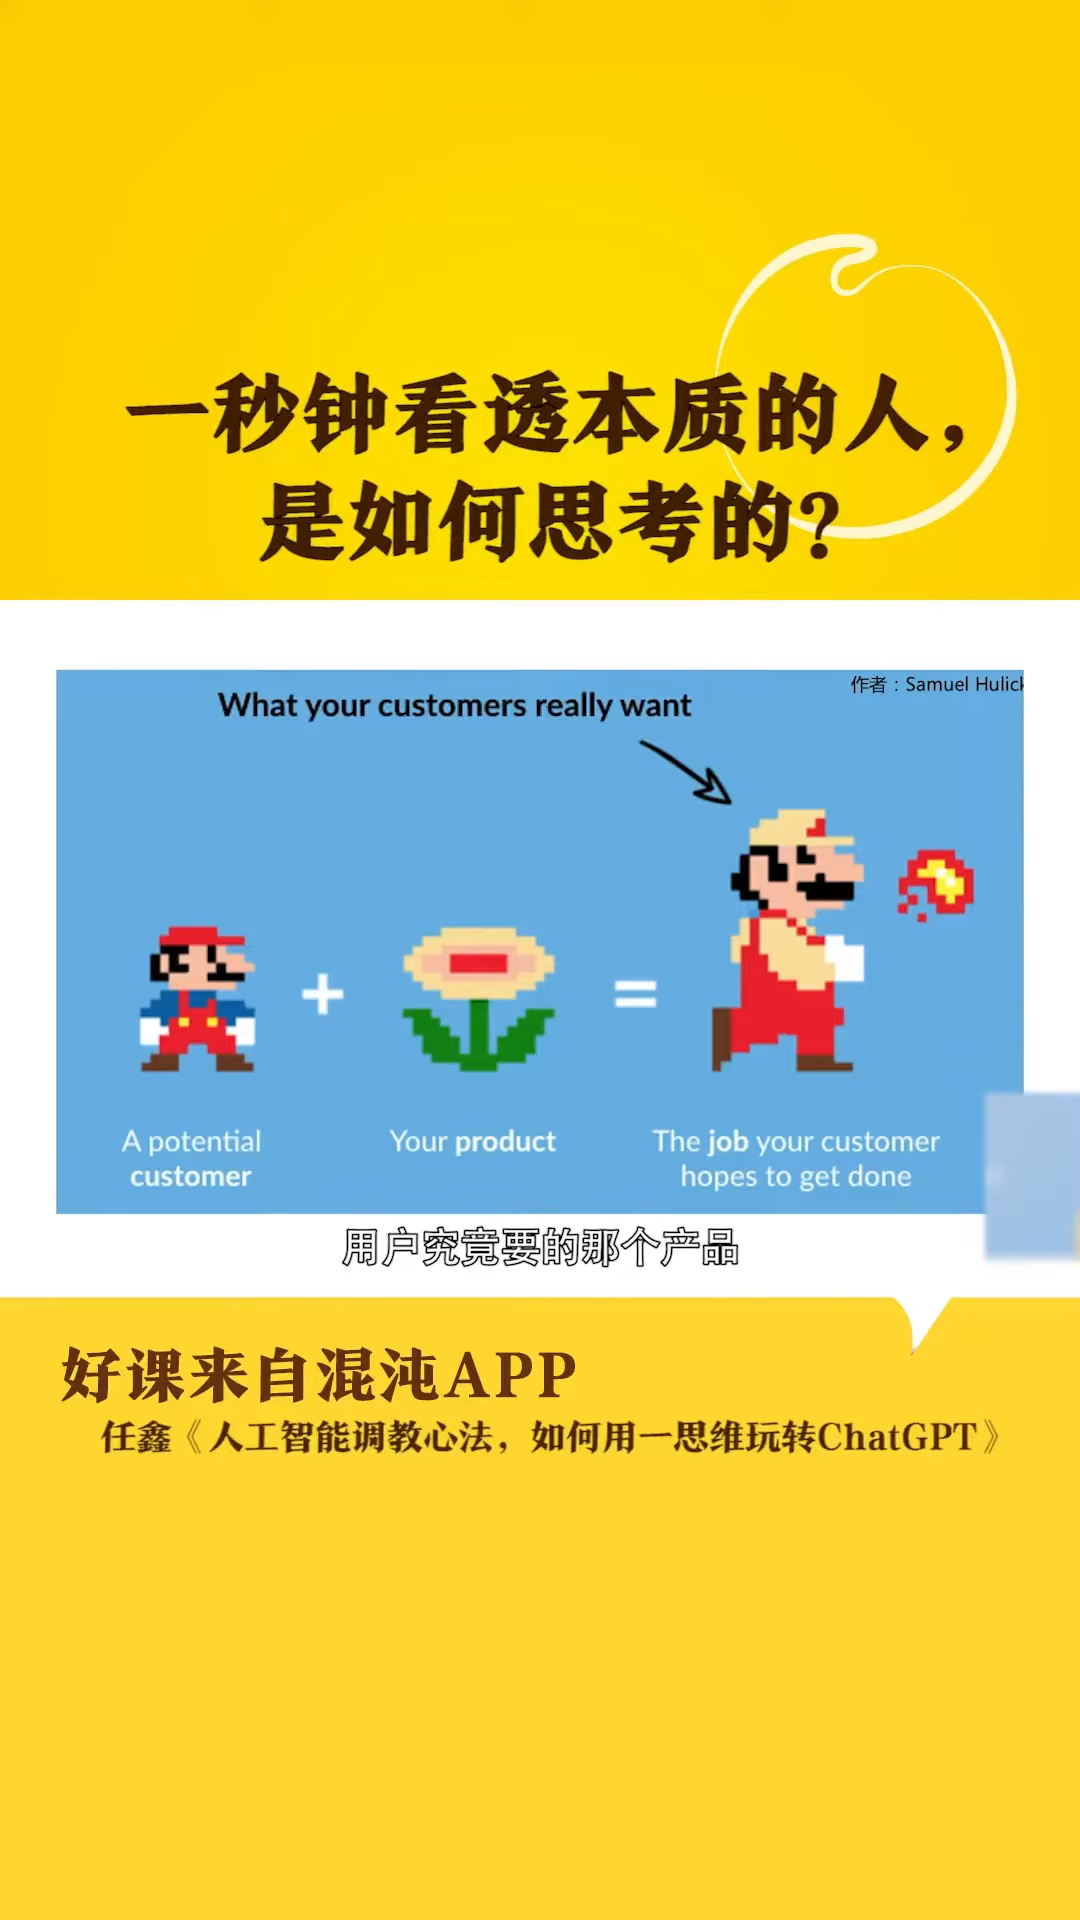 一秒钟看透本质的人，
是如何思考的？
作者：Samuel Hulick
What your customers really want
+
=
A potential
customer
Your product
The job your customer
hopes to get done
用户究竟要的那个产品
好课来自混沌APP
任鑫《人工智能调教心法，如何用一思维玩转ChatGPT》